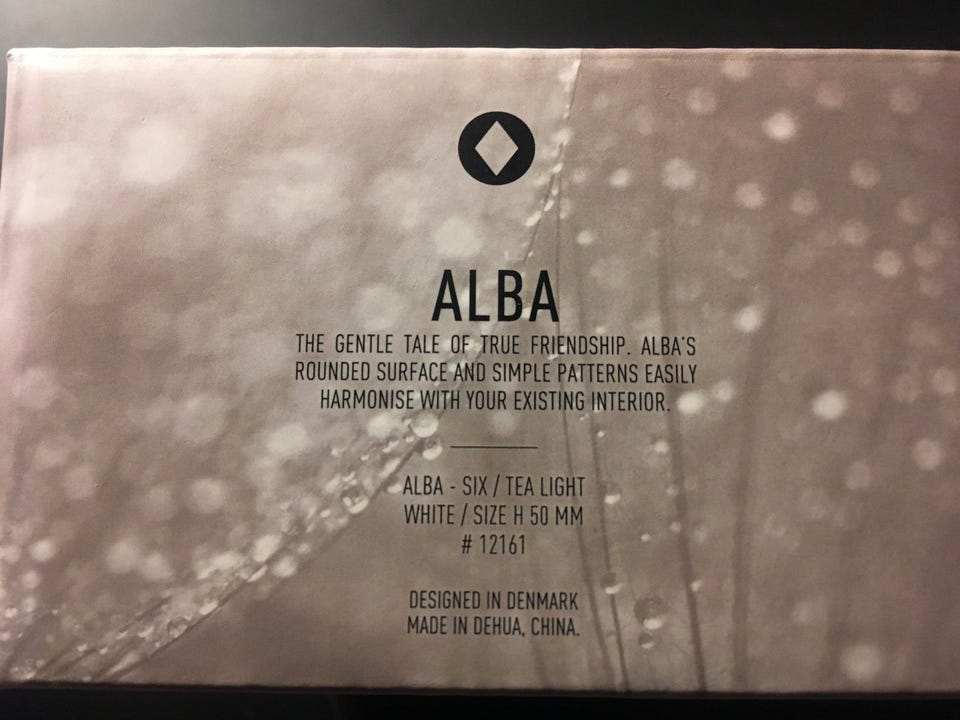 ALBA
THE GENTLE TALE OF TRUE FRIENDSHIP. ALBA'S
ROUNDED SURFACE AND SIMPLE PATTERNS EASILY
HARMONISE WITH YOUR EXISTING INTERIOR.
ALBA - SIX / TEA LIGHT
WHITE / SIZE H 50 MM
# 12161
DESIGNED IN DENMARK
MADE IN DEHUA, CHINA.